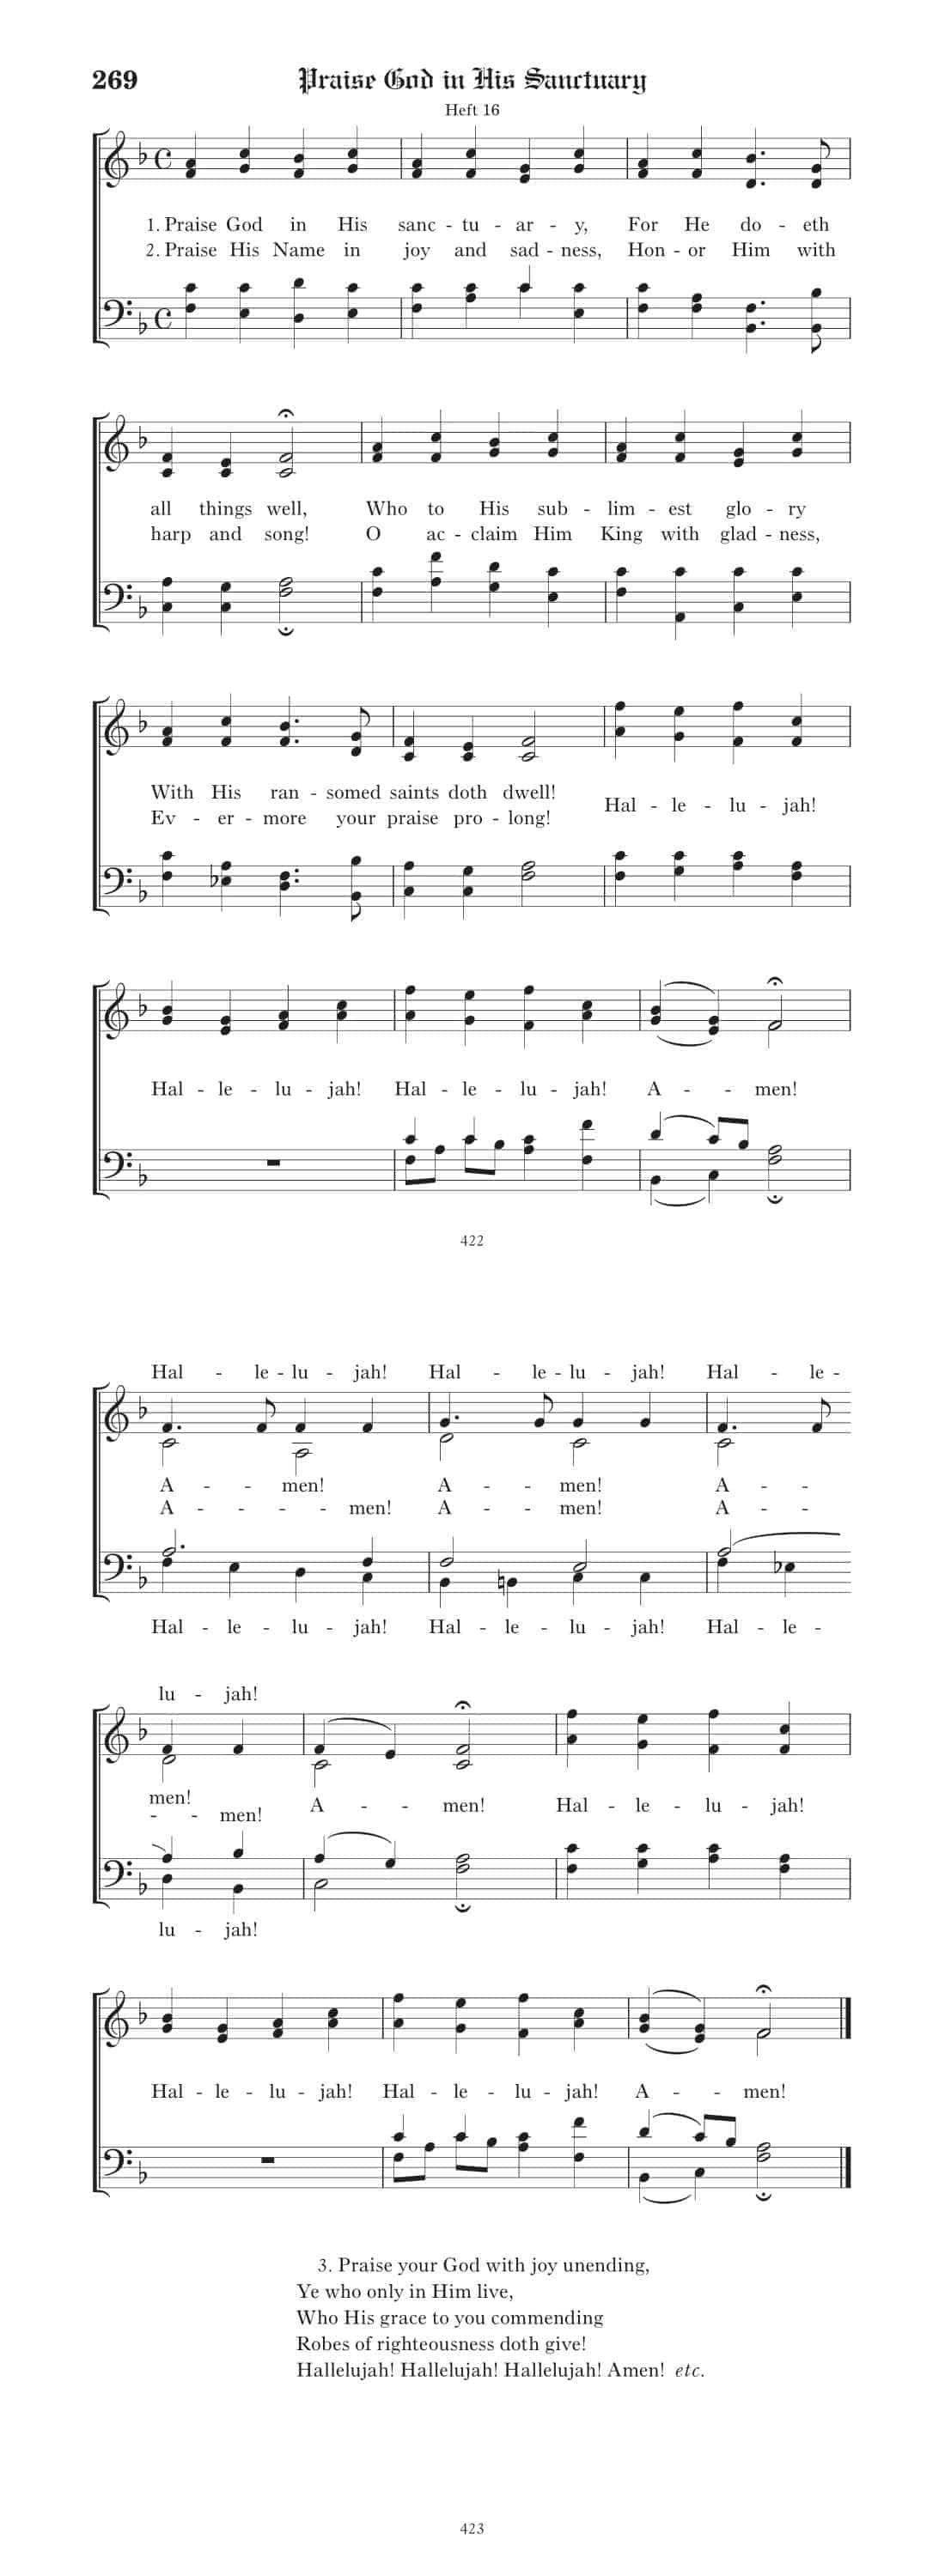 269 Praise God in His Sanctuary
Heft 16
1. Praise God in His sanc - tu - ar - y, For He do - eth
2. Praise His Name in joy and sad - ness, Hon - or Him with
all things well, Who to His sub - lim - est glo - ry
harp and song! O ac - claim Him King with glad - ness,
With His ran - somed saints doth dwell!
Ev - er - more your praise pro - long!
Hal - le - lu - jah!
Hal - le - lu - jah! Hal - le - lu - jah! A - - men!
422
Hal - le - lu - jah! Hal - le - lu - jah! Hal - le -
A - - men! A - - men! A - -
A - - - men! A - - men! A - -
Hal - le - lu - jah! Hal - le - lu - jah! Hal - le -
lu - jah!
men!
- - men!
A - - men! Hal - le - lu - jah!
lu - jah!
Hal - le - lu - jah! Hal - le - lu - jah! A - - men!
3. Praise your God with joy unending,
Ye who only in Him live,
Who His grace to you commending
Robes of righteousness doth give!
Hallelujah! Hallelujah! Hallelujah! Amen! etc.
423